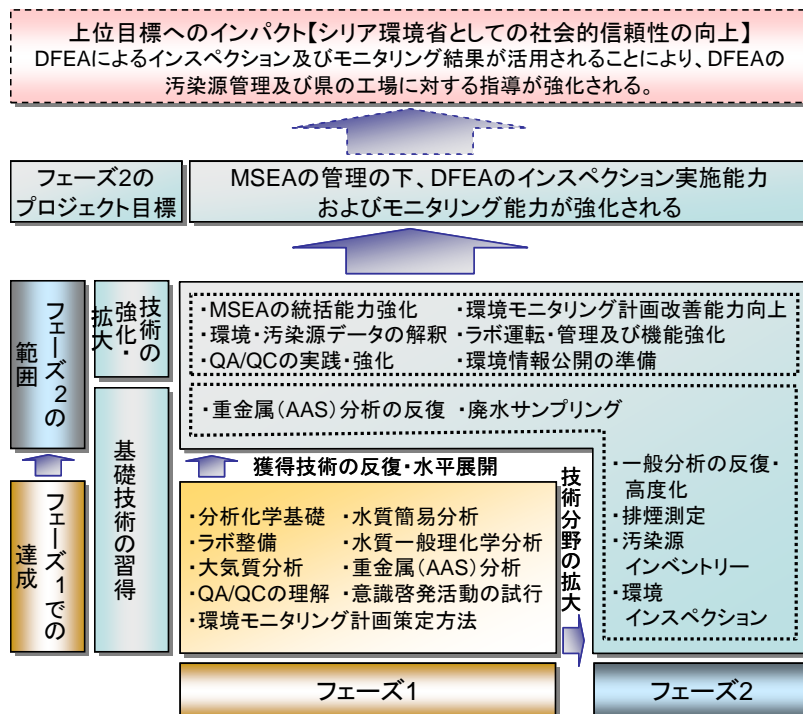 上位目標へのインパクト【シリア環境省としての社会的信頼性の向上】
DFEAによるインスペクション及びモニタリング結果が活用されることにより、DFEAの
汚染源管理及び県の工場に対する指導が強化される。
フェーズ2の
プロジェクト目標
MSEAの管理の下、DFEAのインスペクション実施能力
およびモニタリング能力が強化される
フェーズ2の
範囲
技術の
強化・
拡大
・MSEAの統括能力強化
・環境・汚染源データの解釈
・QA/QCの実践・強化
・環境モニタリング計画改善能力向上
・ラボ運転・管理及び機能強化
・環境情報公開の準備
・重金属（AAS）分析の反復 ・廃水サンプリング
・一般分析の反復・
高度化
・排煙測定
・汚染源
インベントリー
・環境
インスペクション
獲得技術の反復・水平展開
技術分野の拡大
フェーズ1での
達成
基礎技術の習得
・分析化学基礎
・ラボ整備
・大気質分析
・QA/QCの理解
・水質簡易分析
・水質一般理化学分析
・重金属（AAS）分析
・意識啓発活動の試行
・環境モニタリング計画策定方法
フェーズ1
フェーズ2